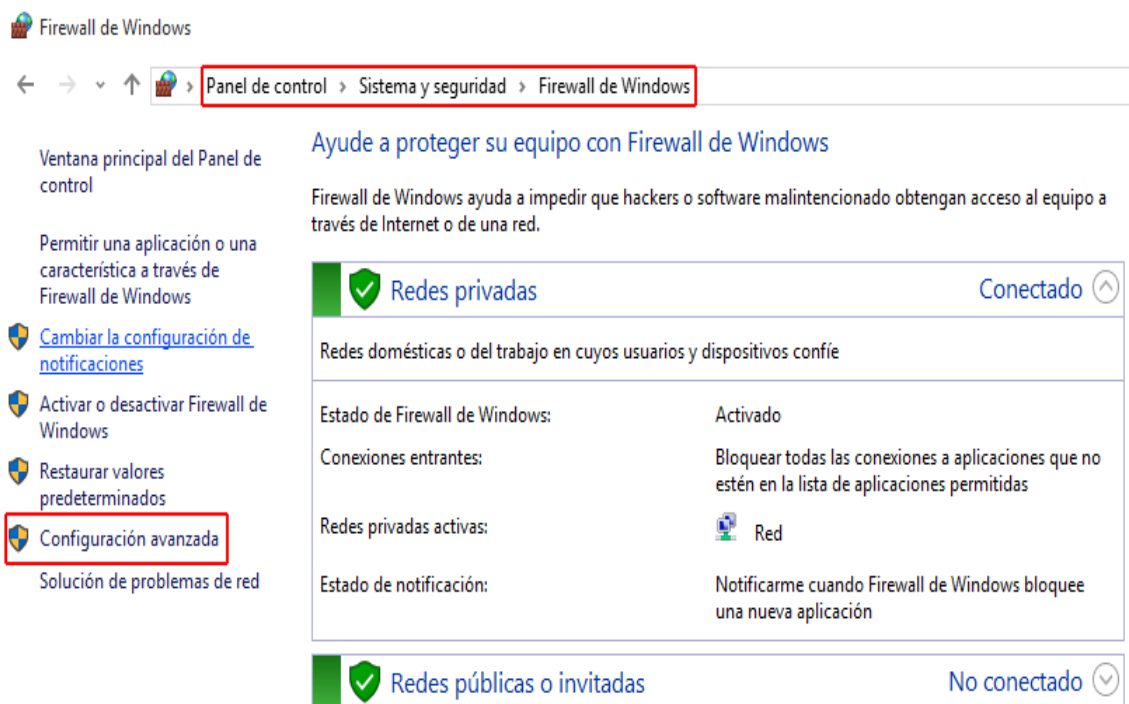 Firewall de Windows
Panel de control > Sistema y seguridad > Firewall de Windows
Ventana principal del Panel de
control
Permitir una aplicación o una
característica a través de
Firewall de Windows
Cambiar la configuración de
notificaciones
Activar o desactivar Firewall de
Windows
Restaurar valores
predeterminados
Configuración avanzada
Solución de problemas de red
Ayude a proteger su equipo con Firewall de Windows
Firewall de Windows ayuda a impedir que hackers o software malintencionado obtengan acceso al equipo a
través de Internet o de una red.
Redes privadas Conectado
Redes domésticas o del trabajo en cuyos usuarios y dispositivos confíe
Estado de Firewall de Windows: Activado
Conexiones entrantes: Bloquear todas las conexiones a aplicaciones que no
estén en la lista de aplicaciones permitidas
Redes privadas activas: Red
Estado de notificación: Notificarme cuando Firewall de Windows bloquee
una nueva aplicación
Redes públicas o invitadas No conectado